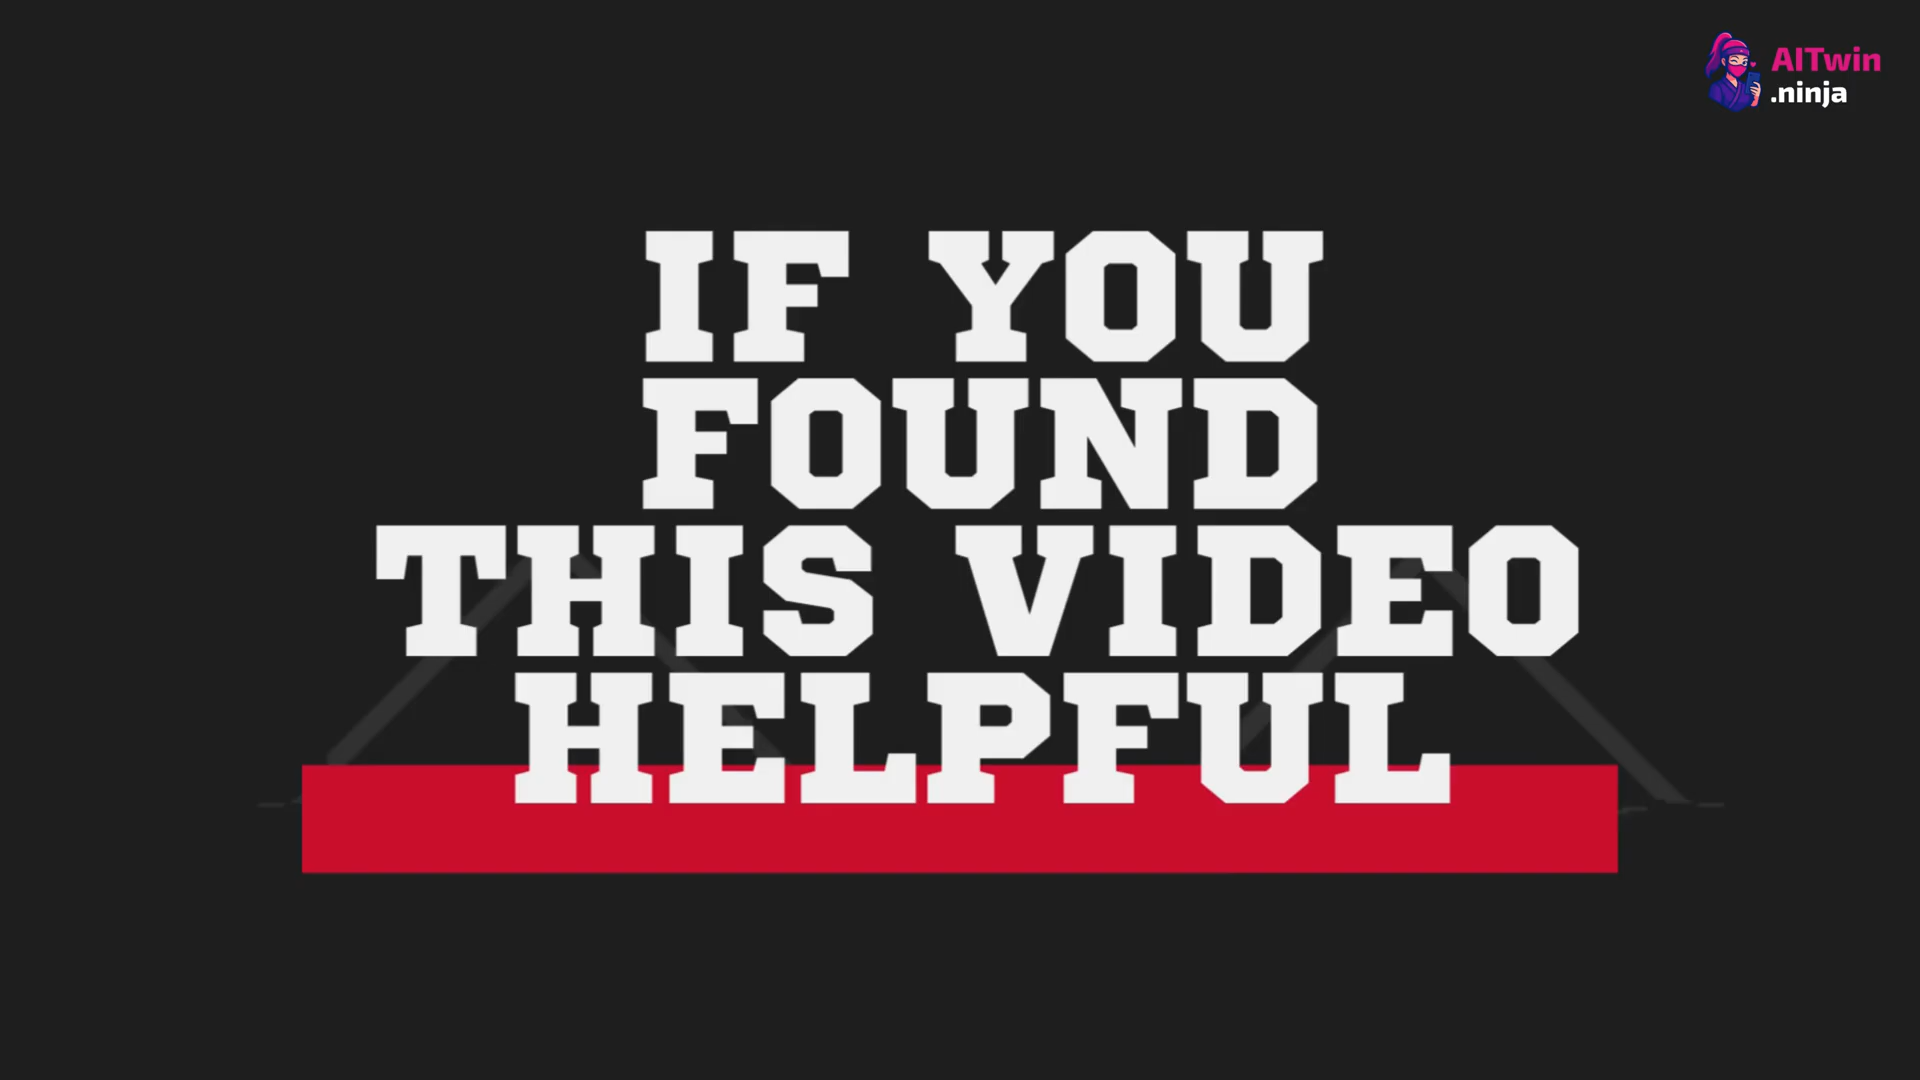 AITwin
.ninja
IF YOU
FOUND
THIS VIDEO
HELPFUL